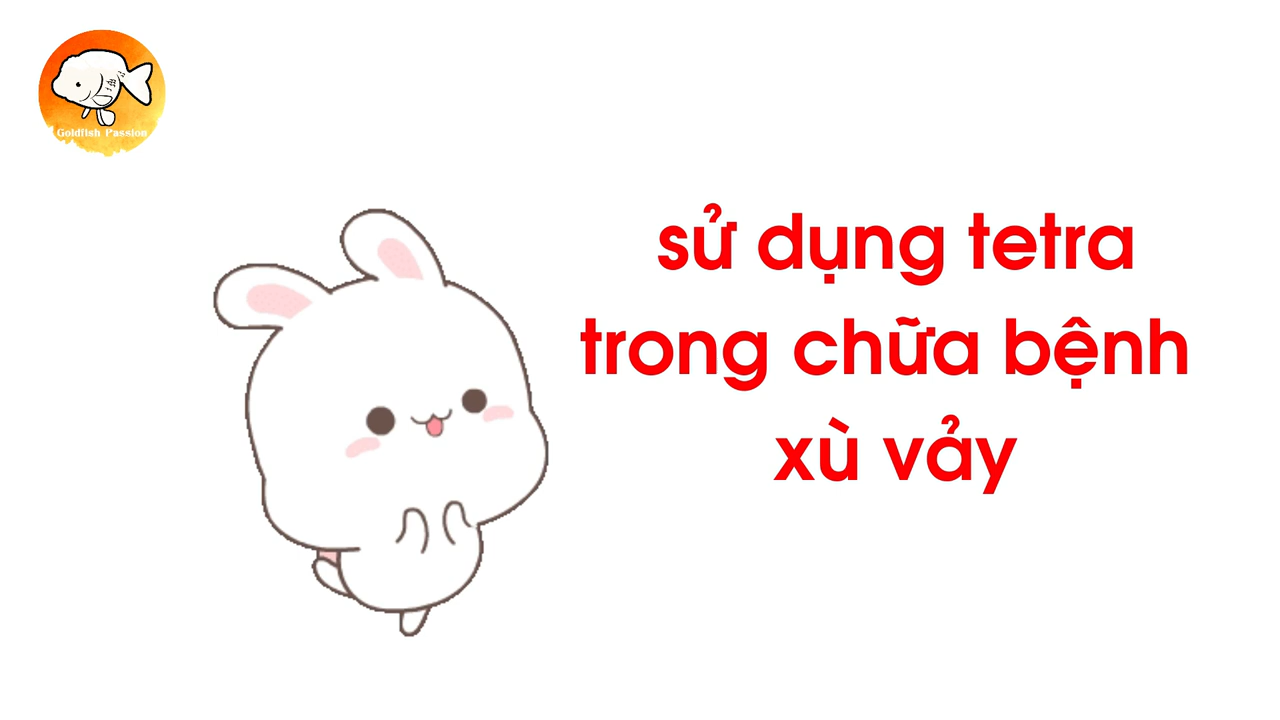 Goldfish Passion
sử dụng tetra
trong chữa bệnh
xù vảy